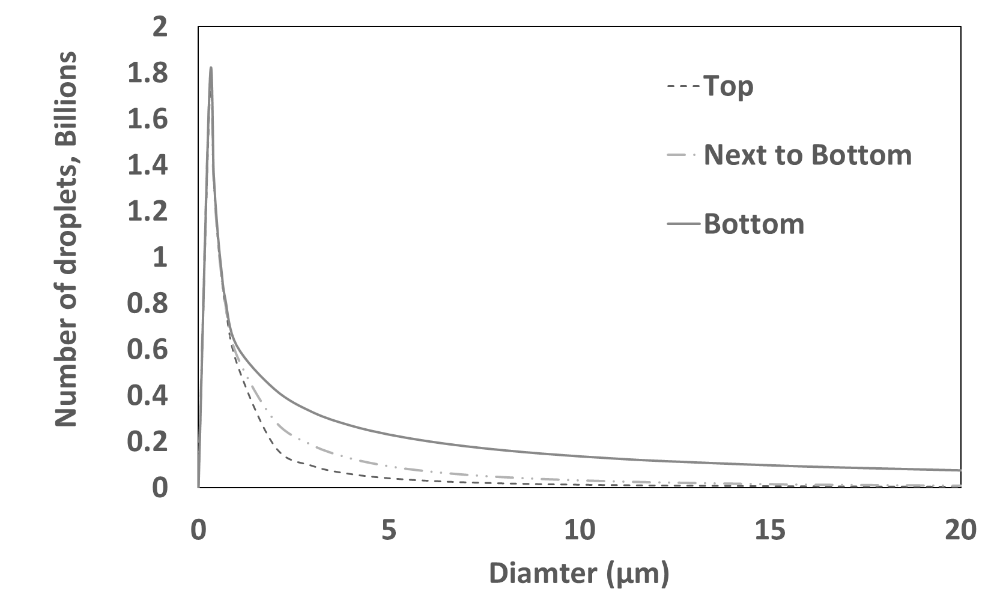 2
1.8
1.6
1.4
1.2
1
0.8
0.6
0.4
0.2
0
Number of droplets, Billions
Top
Next to Bottom
Bottom
0 5 10 15 20
Diamter (µm)